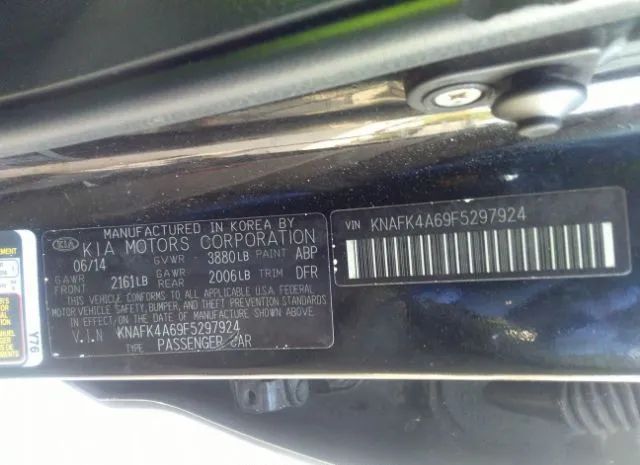 MANUFACTURED IN KOREA BY
KIA KIA MOTORS CORPORATION
06/14 GVWR 3880LB PAINT ABP
GAWR FRONT 2161LB GAWR REAR 2006LB TRIM DFR
THIS VEHICLE CONFORMS TO ALL APPLICABLE U.S.A. FEDERAL
MOTOR VEHICLE SAFETY, BUMPER, AND THEFT PREVENTION STANDARDS
IN EFFECT ON THE DATE OF MANUFACTURE SHOWN ABOVE.
V.I.N KNAFK4A69F5297924
TYPE PASSENGER CAR
VIN KNAFK4A69F5297924
Y76